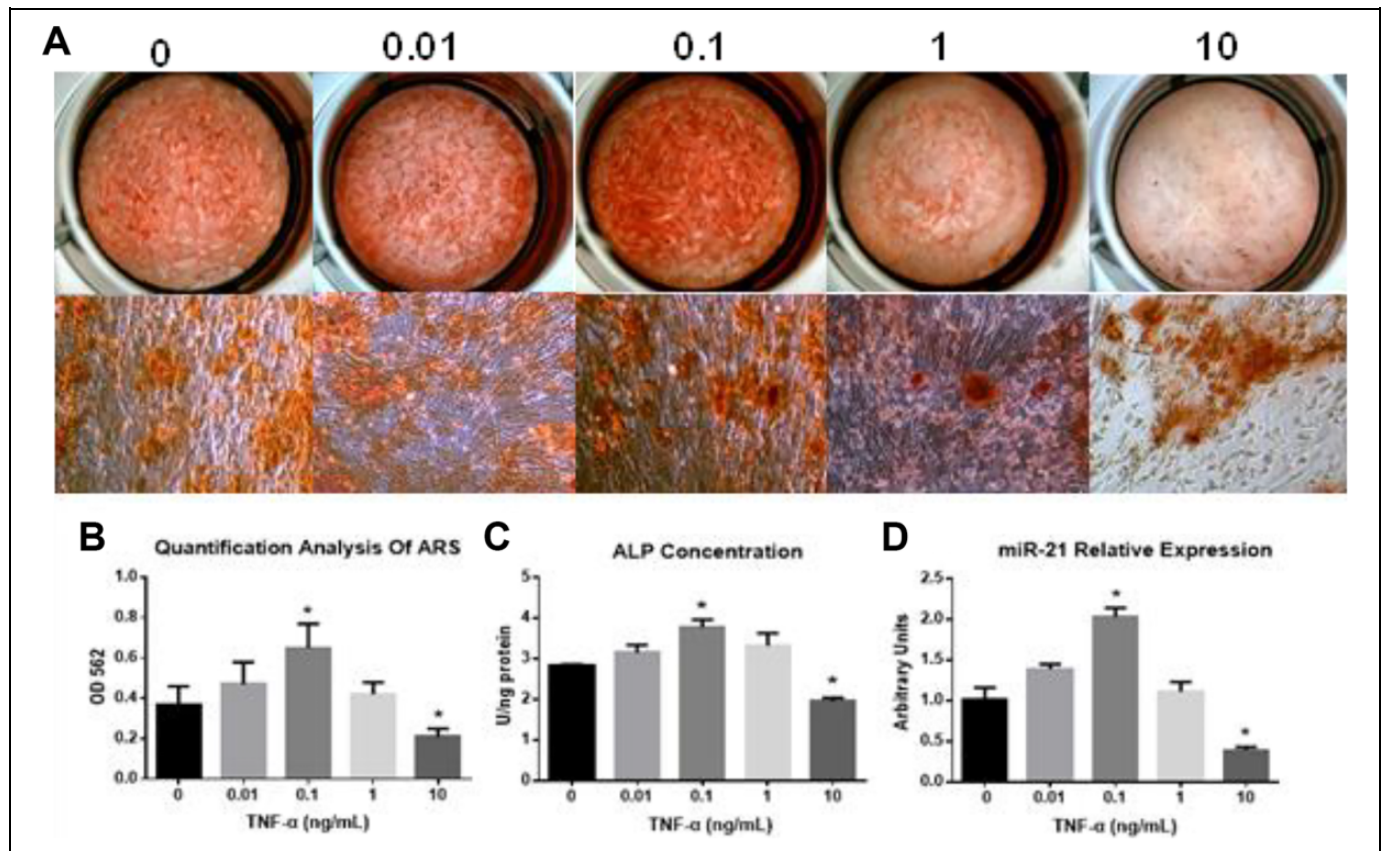 A
0 0.01 0.1 1 10
B
Quantification Analysis Of ARS
OD 562
1.0
0.8
0.6
0.4
0.2
0.0
*
*
0 0.01 0.1 1 10
TNF-α (ng/mL)
C
ALP Concentration
U/ng protein
5
4
3
2
1
0
*
*
0 0.01 0.1 1 10
TNF-α (ng/mL)
D
miR-21 Relative Expression
Arbitrary Units
2.5
2.0
1.5
1.0
0.5
0.0
*
*
0 0.01 0.1 1 10
TNF-α (ng/mL)